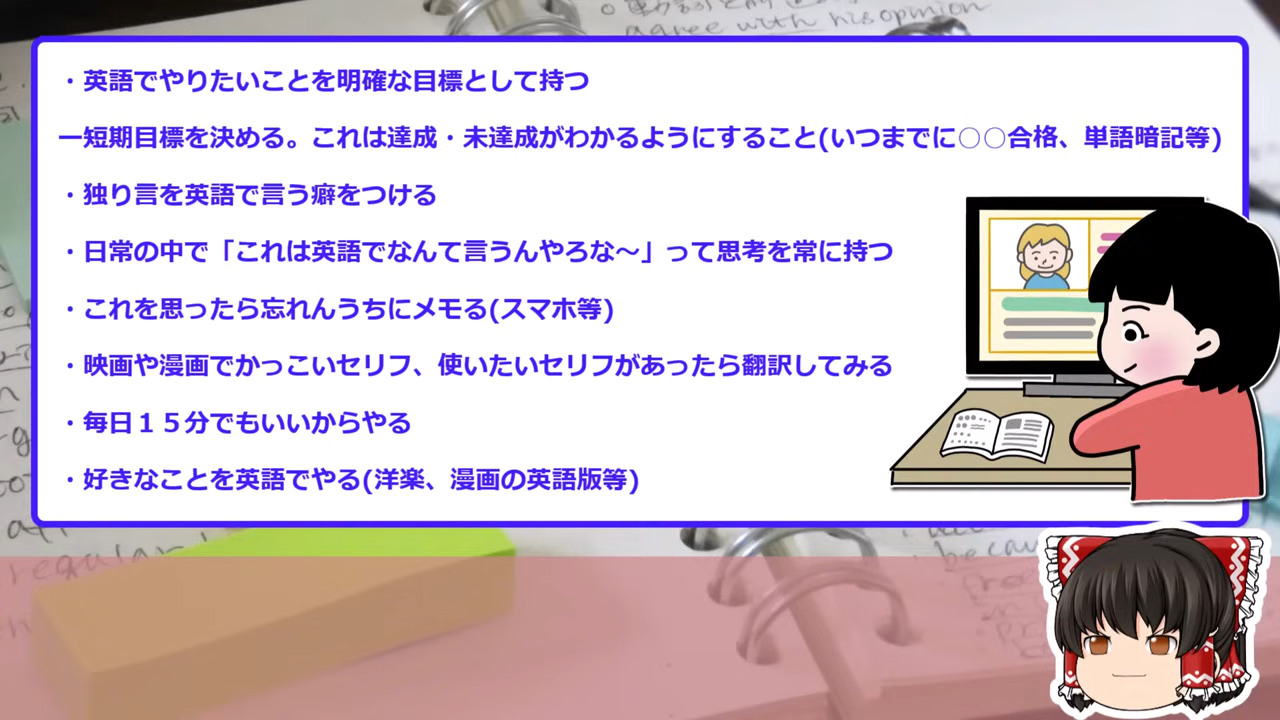 agree with his opinion
・英語でやりたいことを明確な目標として持つ
ー短期目標を決める。これは達成・未達成がわかるようにすること(いつまでに○○合格、単語暗記等)
・独り言を英語で言う癖をつける
・日常の中で「これは英語でなんて言うんやろな～」って思考を常に持つ
・これを思ったら忘れんうちにメモる(スマホ等)
・映画や漫画でかっこいいセリフ、使いたいセリフがあったら翻訳してみる
・毎日１５分でもいいからやる
・好きなことを英語でやる(洋楽、漫画の英語版等)